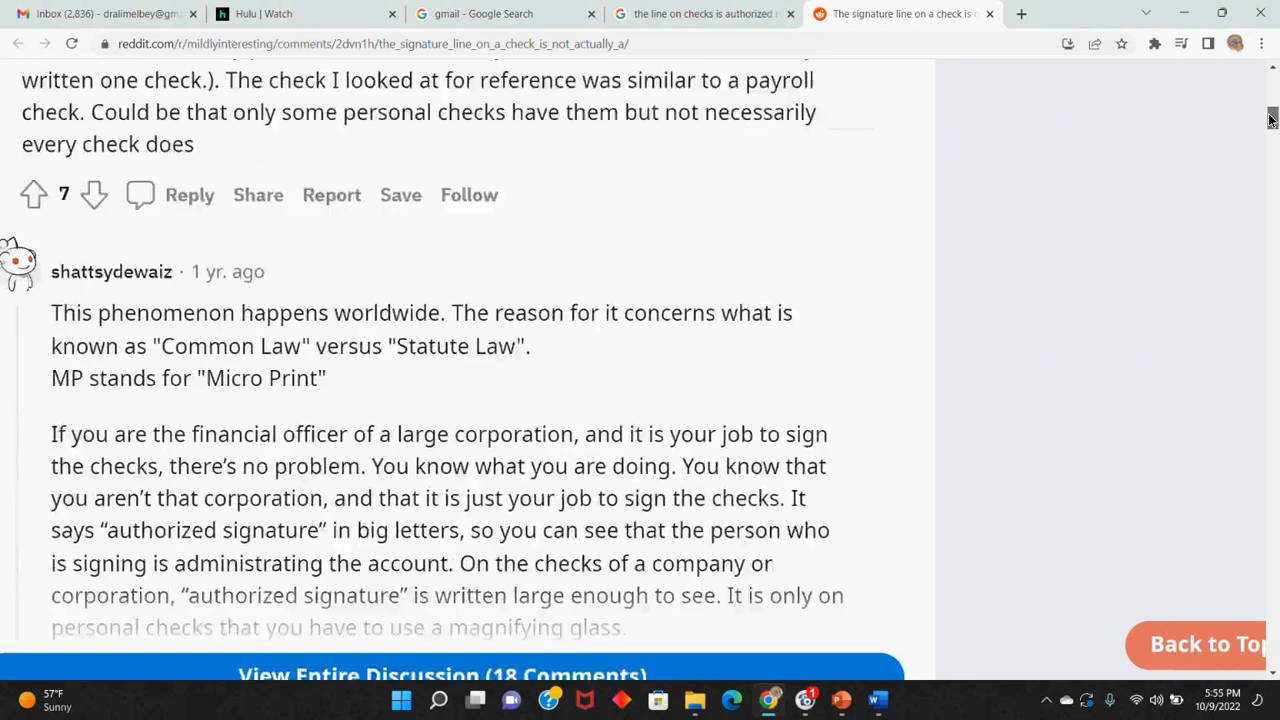 Inbox (2,836) - dralimelbey@gm
Hulu | Watch
gmail - Google Search
the line on checks is authorized
The signature line on a check is
reddit.com/r/mildlyinteresting/comments/2dvn1h/the_signature_line_on_a_check_is_not_actually_a/
written one check.). The check I looked at for reference was similar to a payroll
check. Could be that only some personal checks have them but not necessarily
every check does
7 Reply Share Report Save Follow
shattsydewaiz · 1 yr. ago
This phenomenon happens worldwide. The reason for it concerns what is
known as "Common Law" versus "Statute Law".
MP stands for "Micro Print"
If you are the financial officer of a large corporation, and it is your job to sign
the checks, there's no problem. You know what you are doing. You know that
you aren't that corporation, and that it is just your job to sign the checks. It
says “authorized signature” in big letters, so you can see that the person who
is signing is administrating the account. On the checks of a company or
corporation, “authorized signature” is written large enough to see. It is only on
personal checks that you have to use a magnifying glass.
View Entire Discussion (18 Comments)
Back to Top
57°F
Sunny
1
5:55 PM
10/9/2022